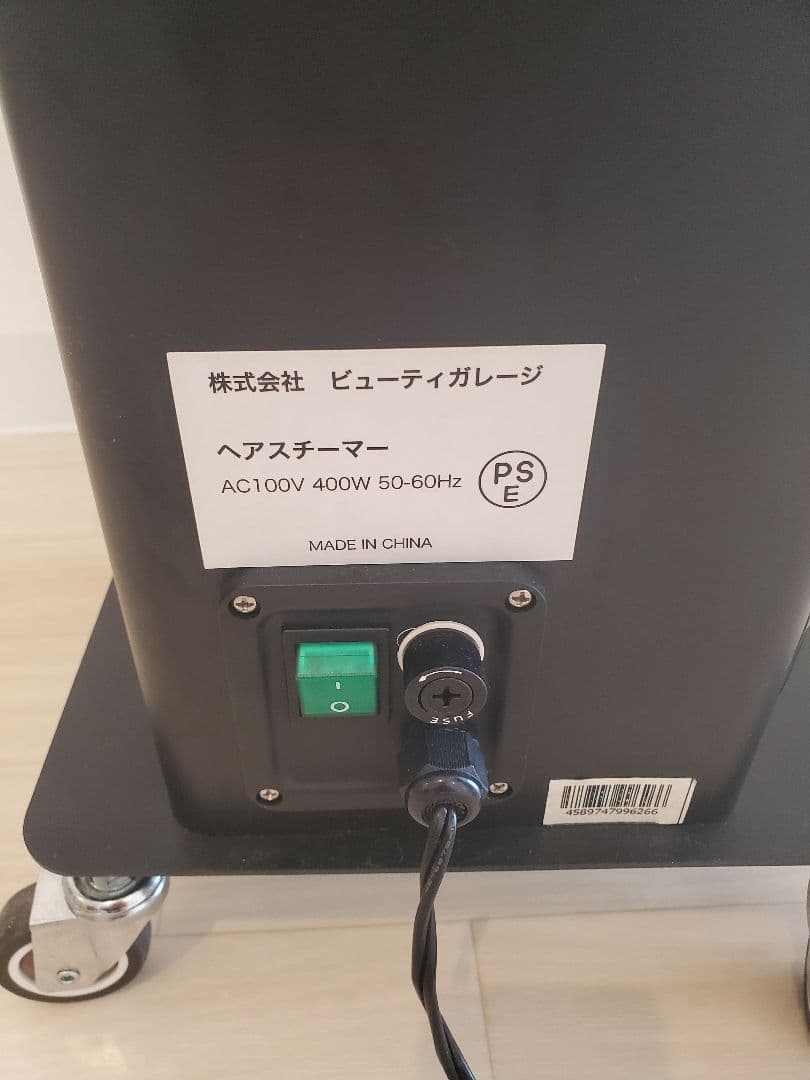 株式会社　ビューティガレージ
ヘアスチーマー
AC100V 400W 50-60Hz
PS
E
MADE IN CHINA
FUSE
4589747996266